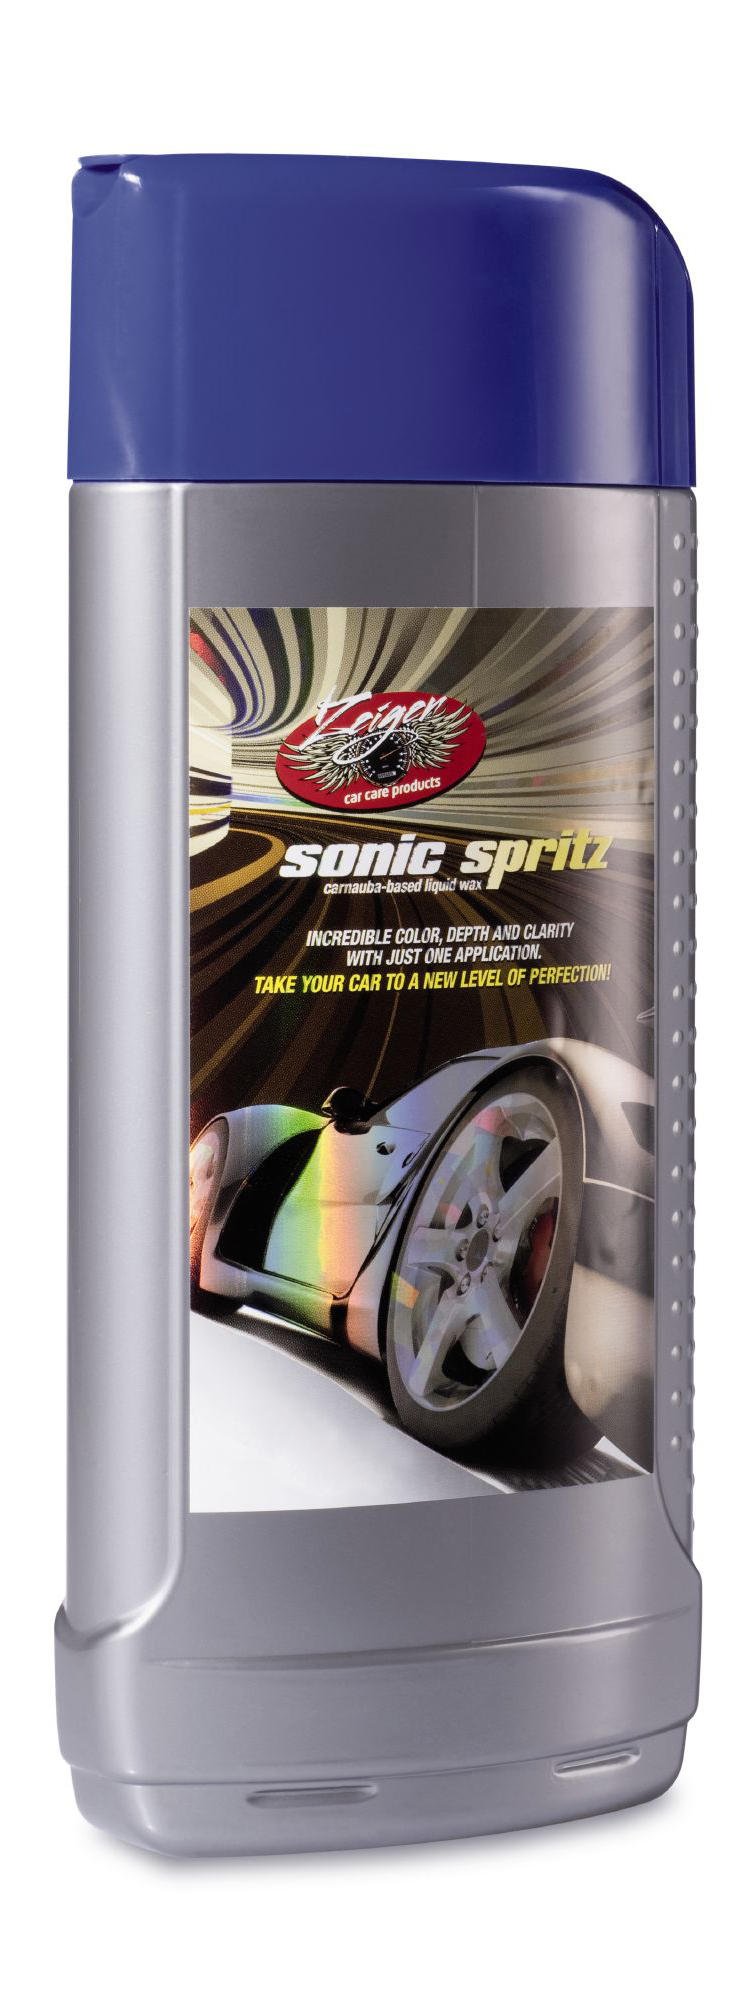 Zeiger
car care products
sonic spritz
carnauba-based liquid wax
INCREDIBLE COLOR, DEPTH AND CLARITY
WITH JUST ONE APPLICATION.
TAKE YOUR CAR TO A NEW LEVEL OF PERFECTION!